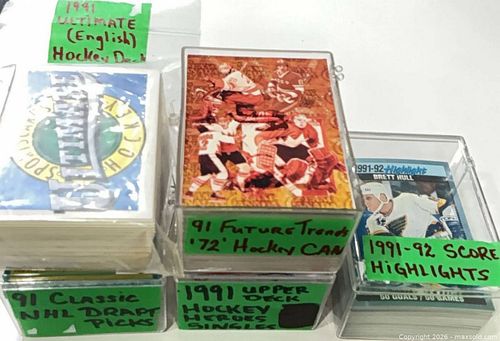 1991
ULTIMATE
(English)
Hockey Deck
ULTIMATE
91 Future Trends
'72' Hockey CAN
1991-92 Highlight
BRETT HULL
1991-92 SCORE
HiGHLiGHTS
50 GOALS / 50 GAMES
91 CLASSIC
NHL DRAFT
PICKS
1991 UPPER
DECK
HOCKEY
HEROES
SINGLES
Copyright 2026 - maxsold.com